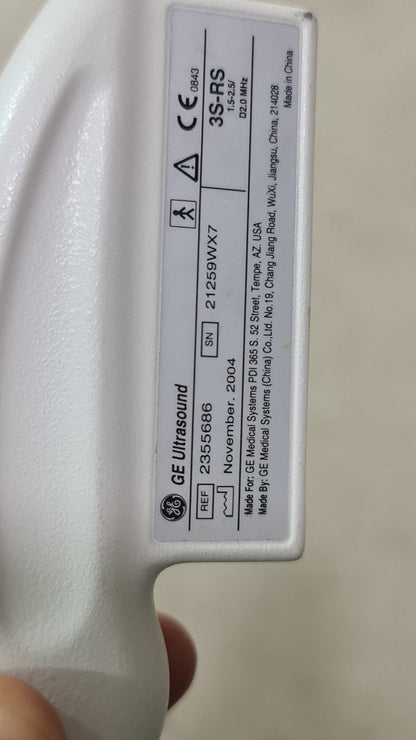 GE Ultrasound
0843
REF 2355686
SN 21259WX7
3S-RS
1.5-2.5/
D2.0 MHz
November. 2004
Made For: GE Medical Systems PDI 365 S. 52 Street, Tempe, AZ. USA
Made By: GE Medical Systems (China) Co.,Ltd. No.19, Chang Jiang Road, WuXi, Jiangsu, China, 214028
Made in China